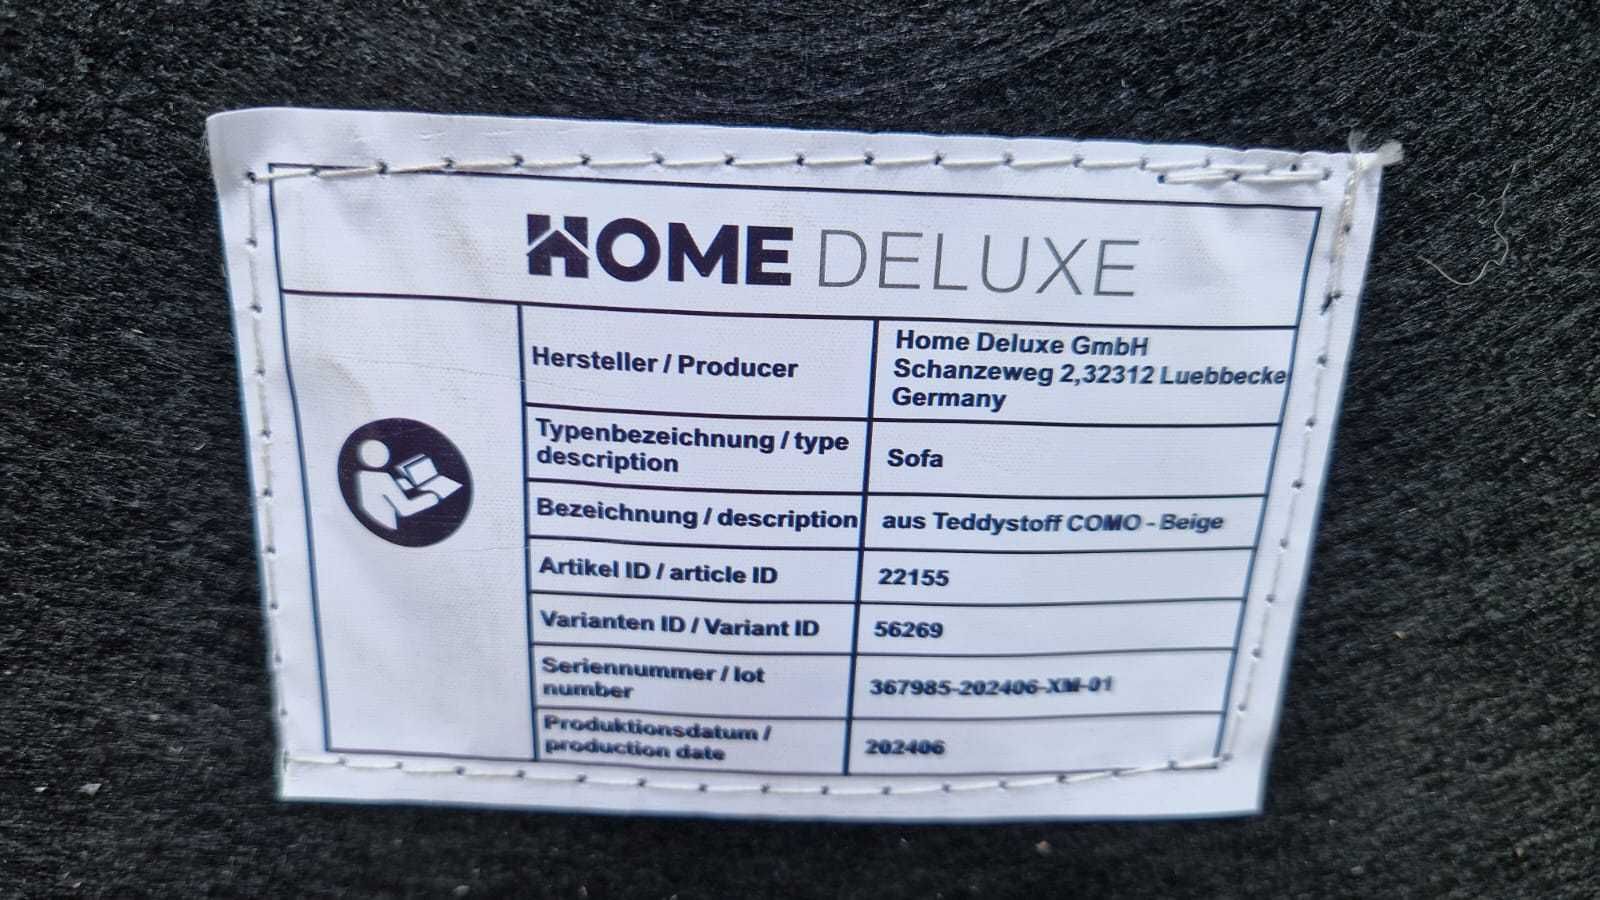 HOME DELUXE
Hersteller / Producer
Home Deluxe GmbH
Schanzeweg 2,32312 Luebbecke
Germany
Typenbezeichnung / type
description
Sofa
Bezeichnung / description
aus Teddystoff COMO - Beige
Artikel ID / article ID
22155
Varianten ID / Variant ID
56269
Seriennummer / lot
number
367985-202406-XM-01
Produktionsdatum /
production date
202406